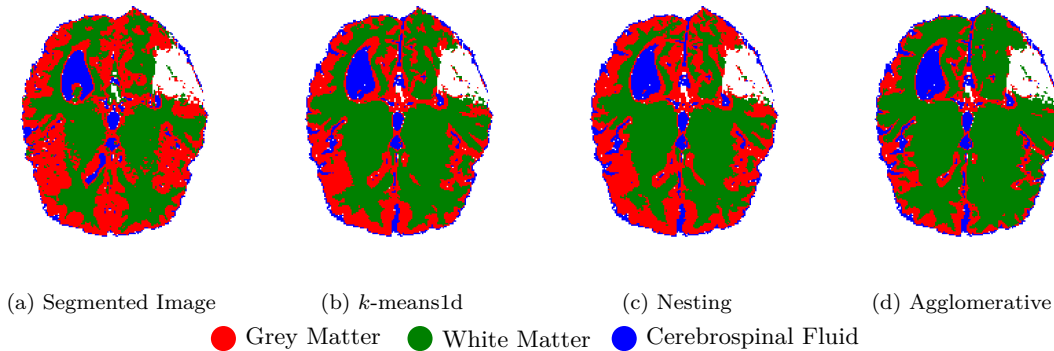 (a) Segmented Image (b) k-means1d (c) Nesting (d) Agglomerative
Grey Matter White Matter Cerebrospinal Fluid